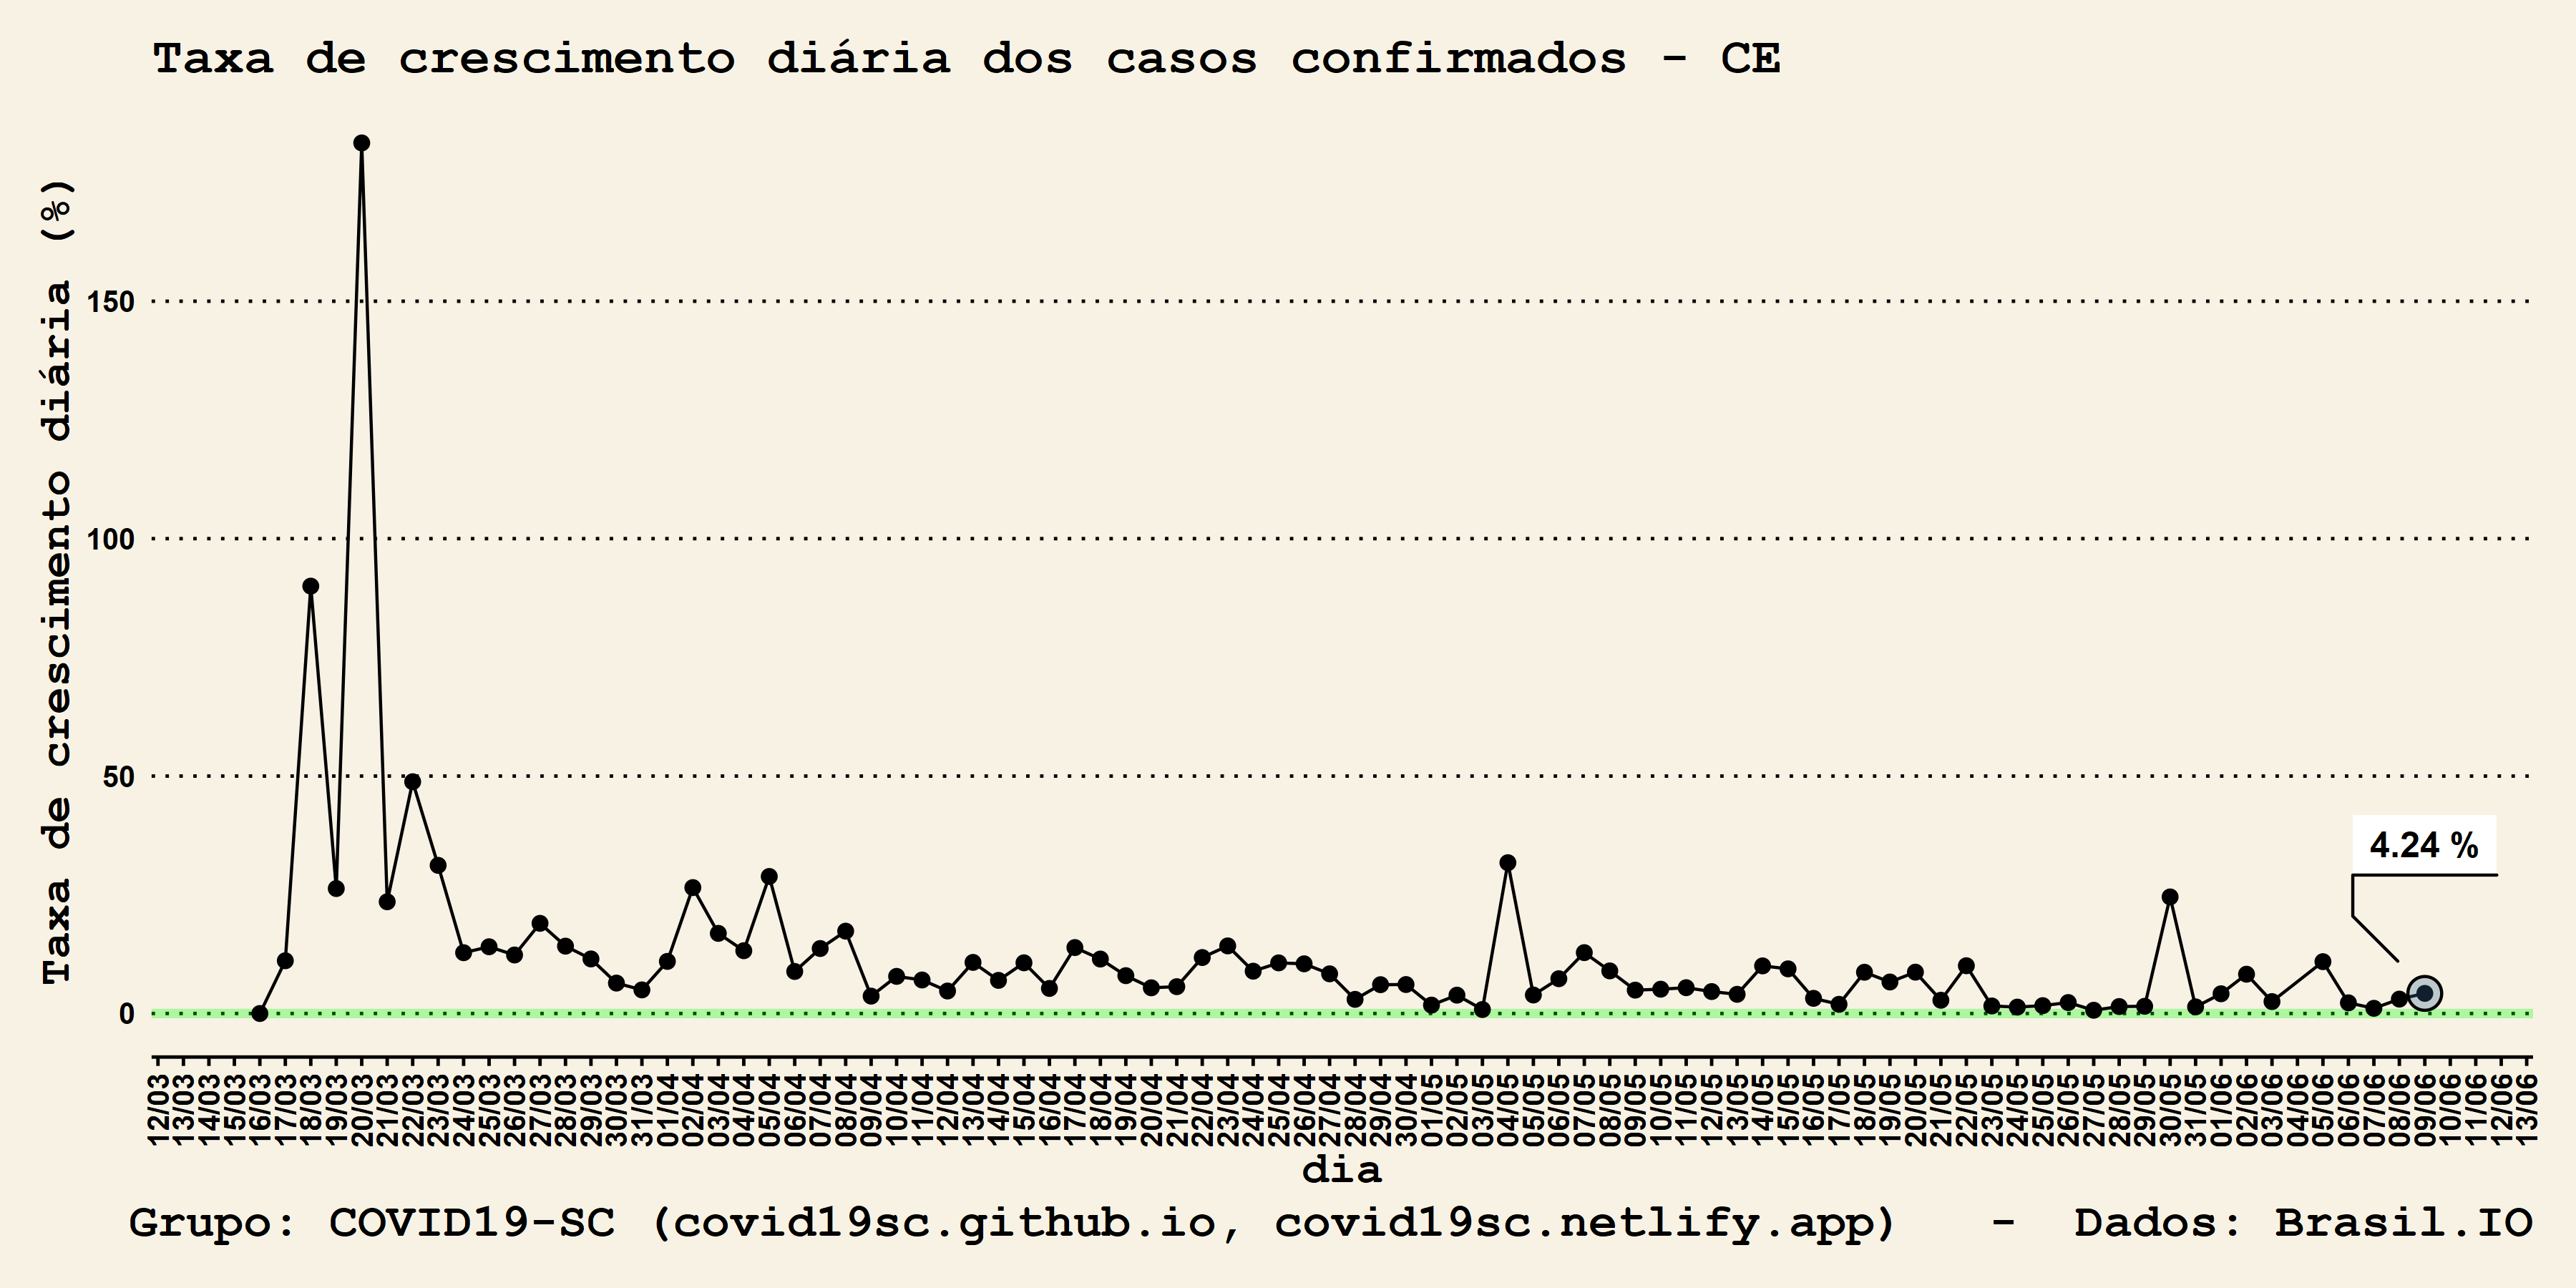 Taxa de crescimento diária dos casos confirmados - CE
Taxa de crescimento diária (%)
150
100
50
0
4.24 %
12/03 13/03 14/03 15/03 16/03 17/03 18/03 19/03 20/03 21/03 22/03 23/03 24/03 25/03 26/03 27/03 28/03 29/03 30/03 31/03 01/04 02/04 03/04 04/04 05/04 06/04 07/04 08/04 09/04 10/04 11/04 12/04 13/04 14/04 15/04 16/04 17/04 18/04 19/04 20/04 21/04 22/04 23/04 24/04 25/04 26/04 27/04 28/04 29/04 30/04 01/05 02/05 03/05 04/05 05/05 06/05 07/05 08/05 09/05 10/05 11/05 12/05 13/05 14/05 15/05 16/05 17/05 18/05 19/05 20/05 21/05 22/05 23/05 24/05 25/05 26/05 27/05 28/05 29/05 30/05 31/05 01/06 02/06 03/06 04/06 05/06 06/06 07/06 08/06 09/06 10/06 11/06 12/06 13/06
dia
Grupo: COVID19-SC (covid19sc.github.io, covid19sc.netlify.app) - Dados: Brasil.IO